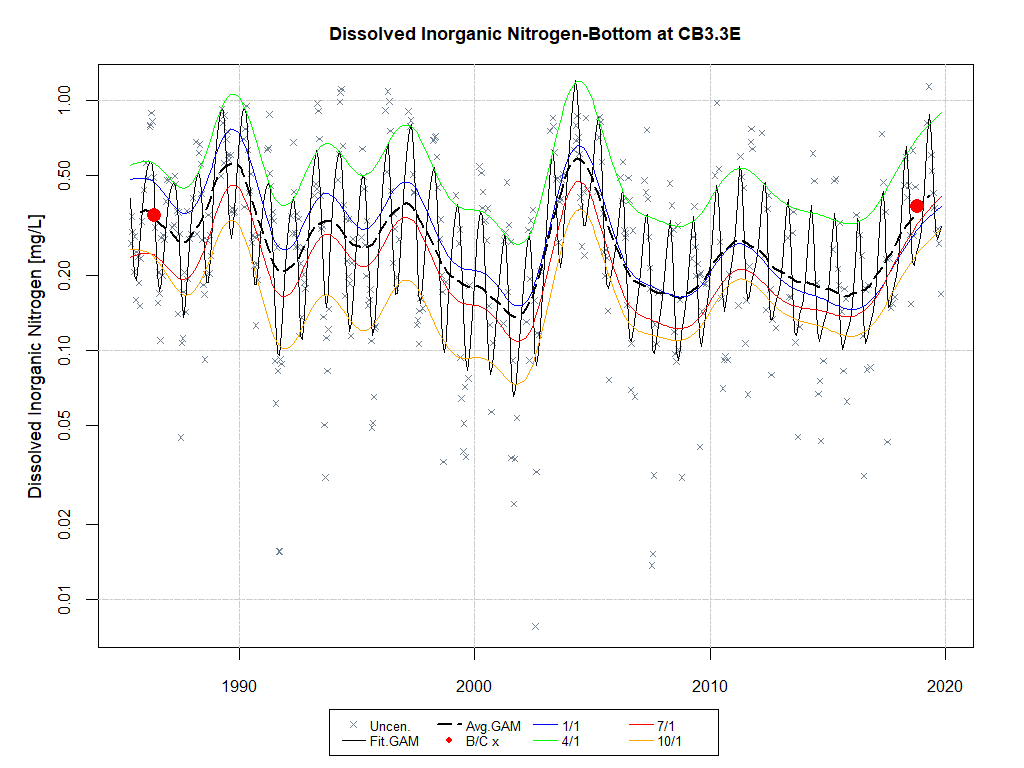 Dissolved Inorganic Nitrogen-Bottom at CB3.3E
Dissolved Inorganic Nitrogen [mg/L]
1.00
0.50
0.20
0.10
0.05
0.02
0.01
1990 2000 2010 2020
Uncen. Avg.GAM 1/1 7/1
Fit.GAM B/C x 4/1 10/1